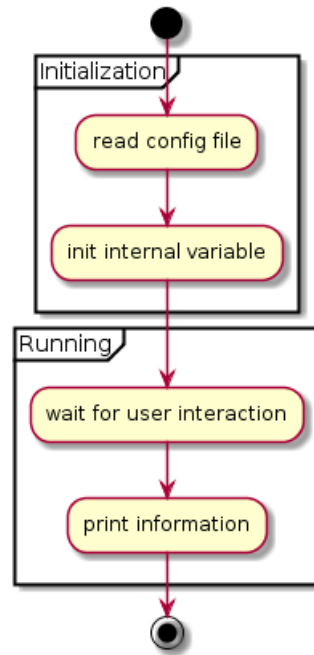 Initialization
read config file
init internal variable
Running
wait for user interaction
print information